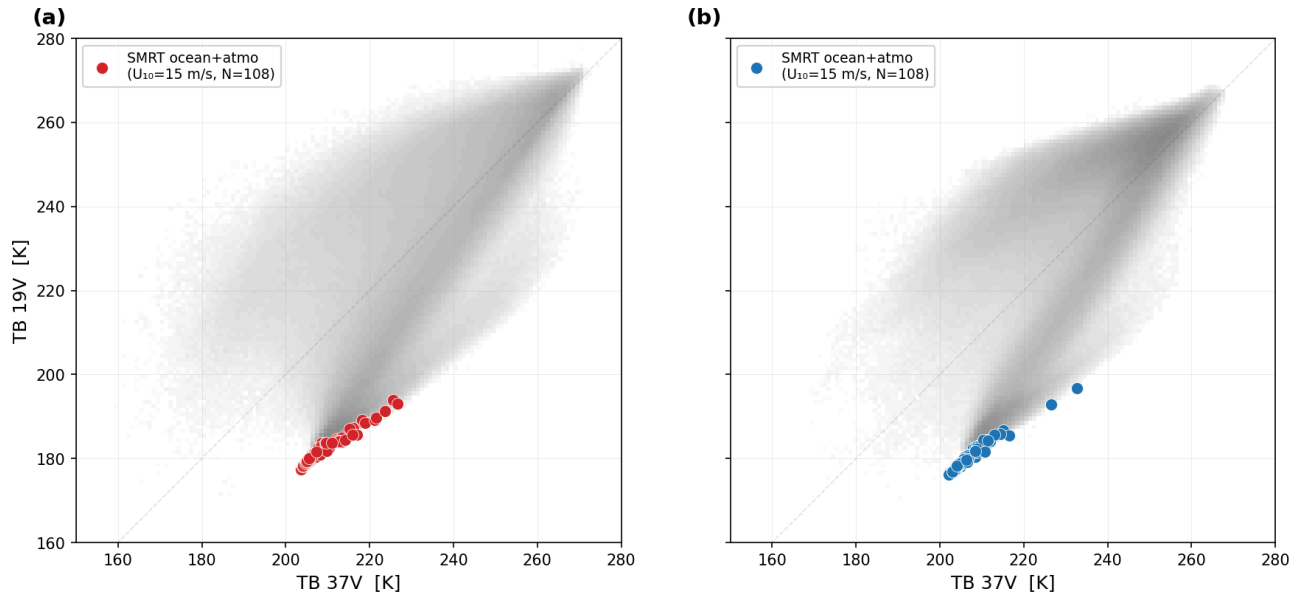 (a)
280
260
240
220
200
180
160
TB 19V [K]
SMRT ocean+atmo
(U₁₀=15 m/s, N=108)
160
180
200
220
240
260
280
TB 37V [K]
(b)
SMRT ocean+atmo
(U₁₀=15 m/s, N=108)
160
180
200
220
240
260
280
TB 37V [K]